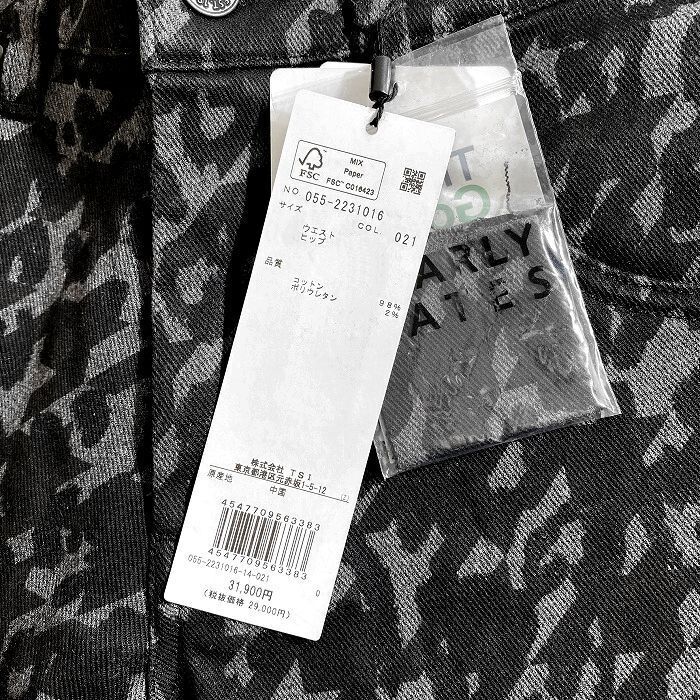 MIX
Paper
FSC
FSC™ C016423
NO. 055-2231016
サイズ COL. 021
ウエスト
ヒップ
品質
コットン 98%
ポリウレタン 2%
株式会社 TSI
東京都港区元赤坂1-5-12
原産地 中国
4547709563383
4547709563383
055-2231016-14-021 0
31,900円
(税抜価格 29,000円)
ARLY
ATES